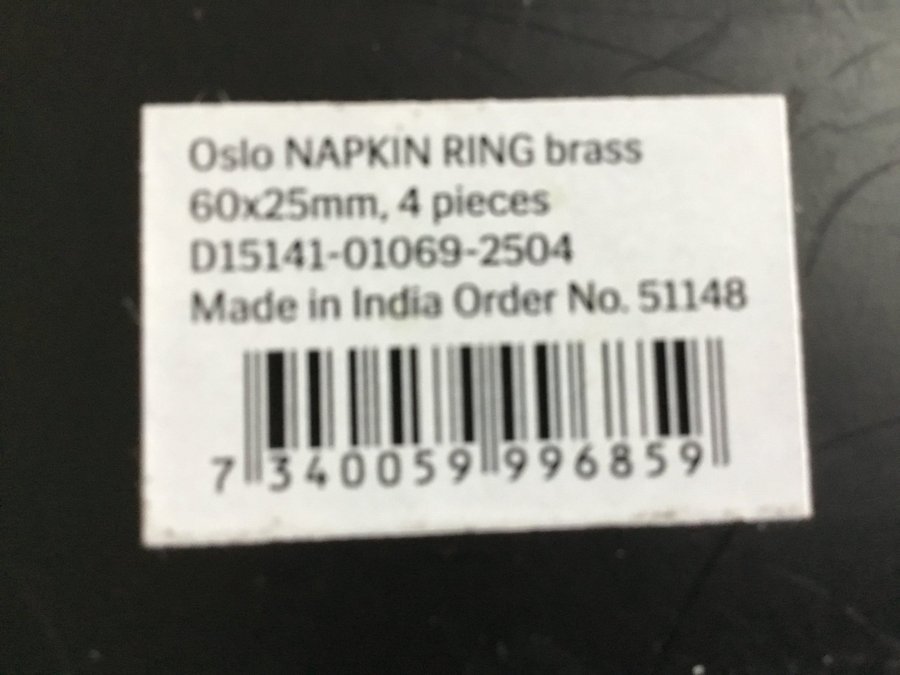 Oslo NAPKIN RING brass
60x25mm, 4 pieces
D15141-01069-2504
Made in India Order No. 51148
7 340059 996859